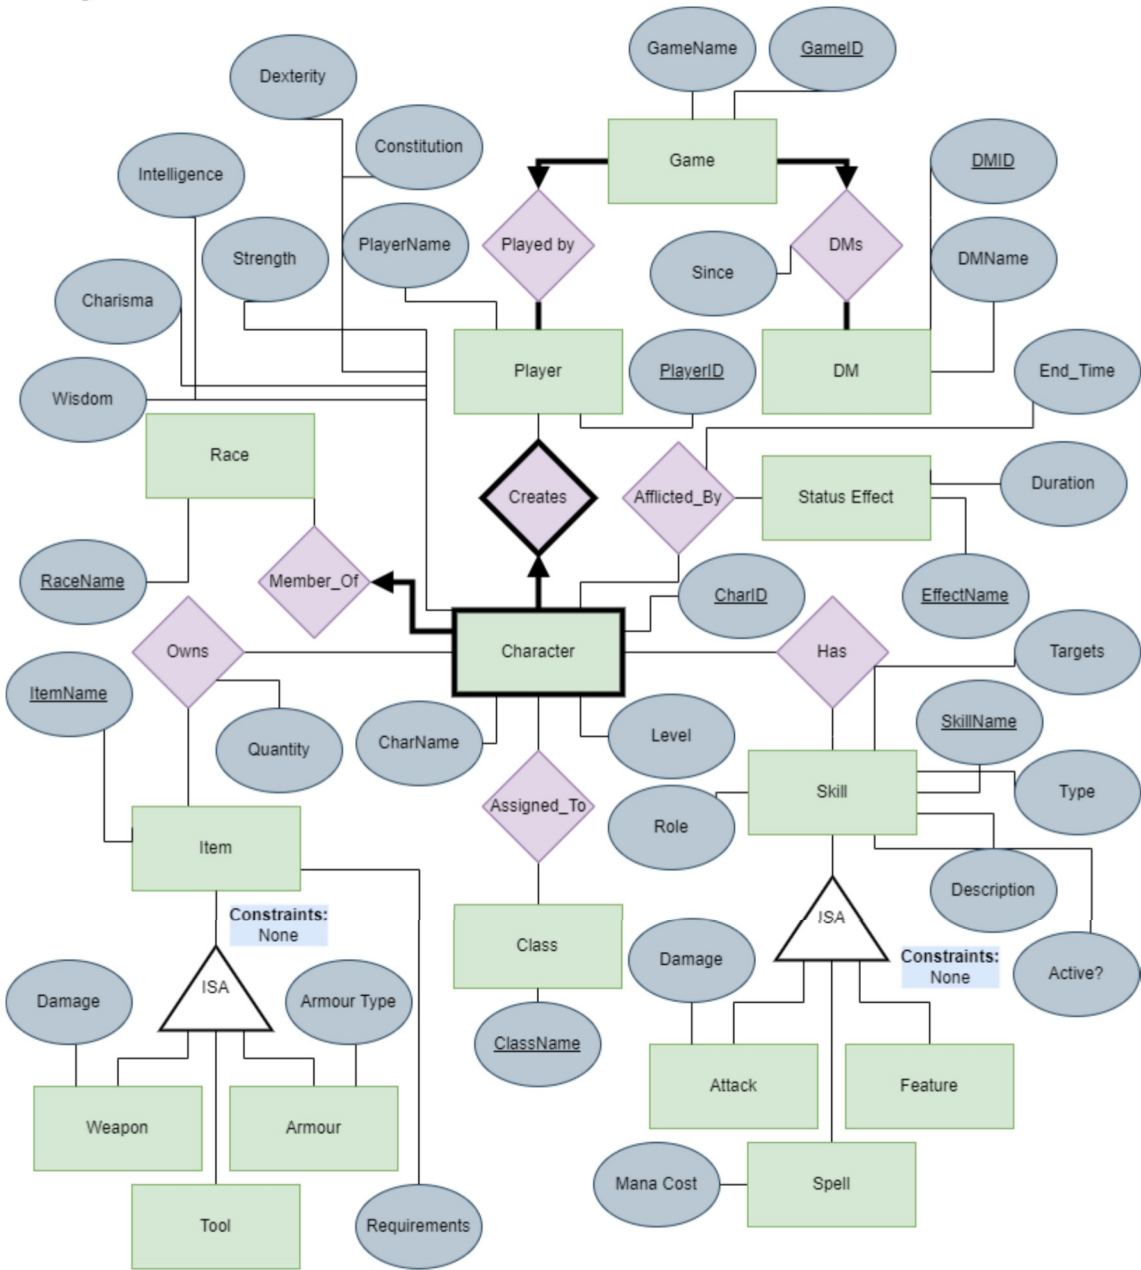 GameName
GameID
Dexterity
Constitution
Game
DMID
Intelligence
PlayerName
Played by
DMs
Strength
DMName
Since
Charisma
Player
PlayerID
DM
End_Time
Wisdom
Race
Creates
Afflicted_By
Status Effect
Duration
RaceName
Member_Of
CharID
EffectName
Owns
Character
Has
Targets
ItemName
SkillName
Quantity
CharName
Level
Assigned_To
Skill
Type
Role
Item
Description
Constraints:
None
ISA
Class
Damage
Constraints:
None
Active?
Damage
ISA
Armour Type
ClassName
Attack
Feature
Weapon
Armour
Mana Cost
Spell
Tool
Requirements